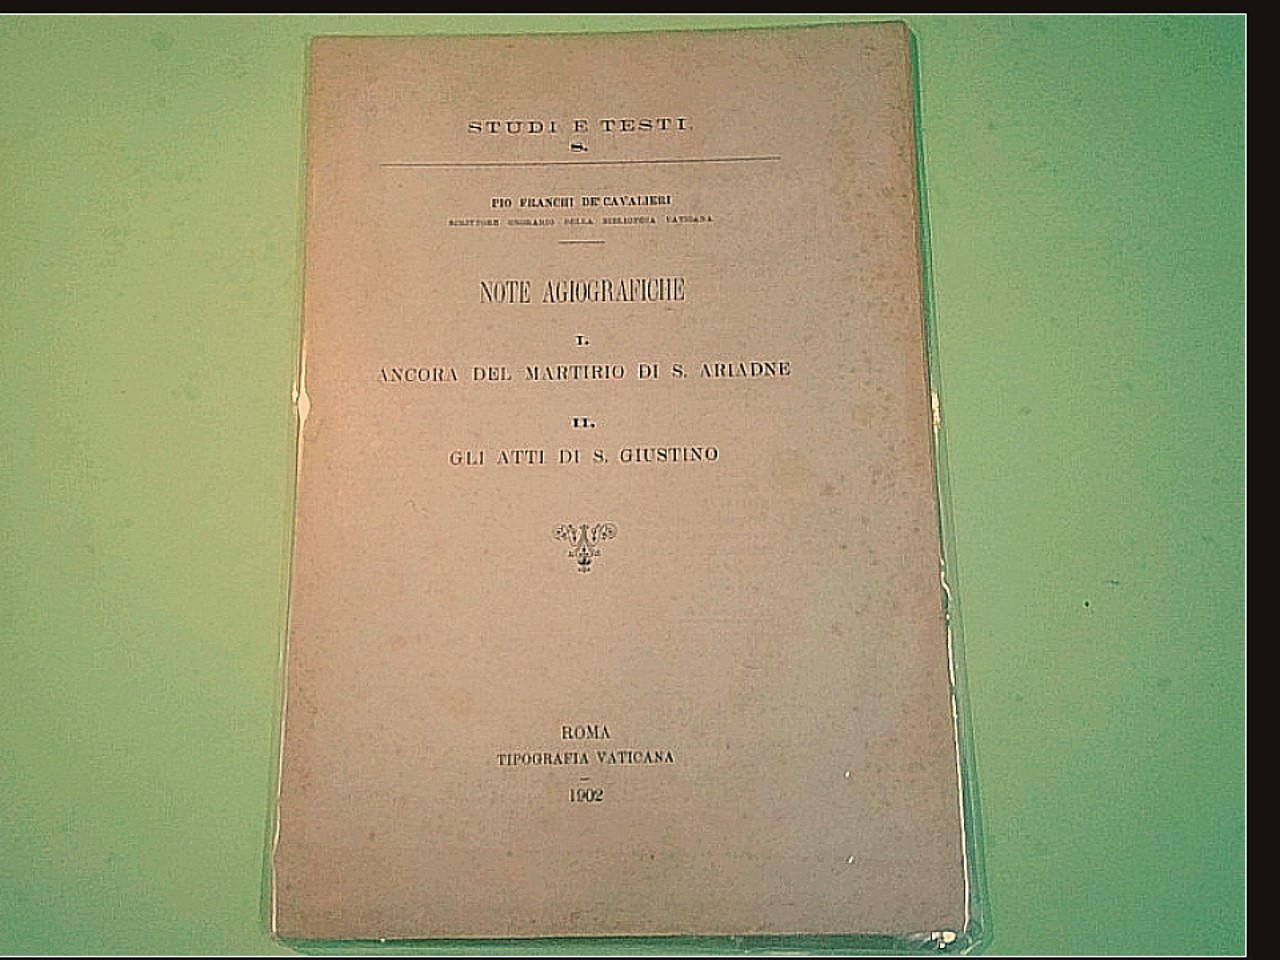 STUDI E TESTI
8.
PIO FRANCHI DE' CAVALIERI
SCRITTORE ONORARIO DELLA BIBLIOTECA VATICANA
NOTE AGIOGRAFICHE
I.
ANCORA DEL MARTIRIO DI S. ARIADNE
II.
GLI ATTI DI S. GIUSTINO
ROMA
TIPOGRAFIA VATICANA
1902